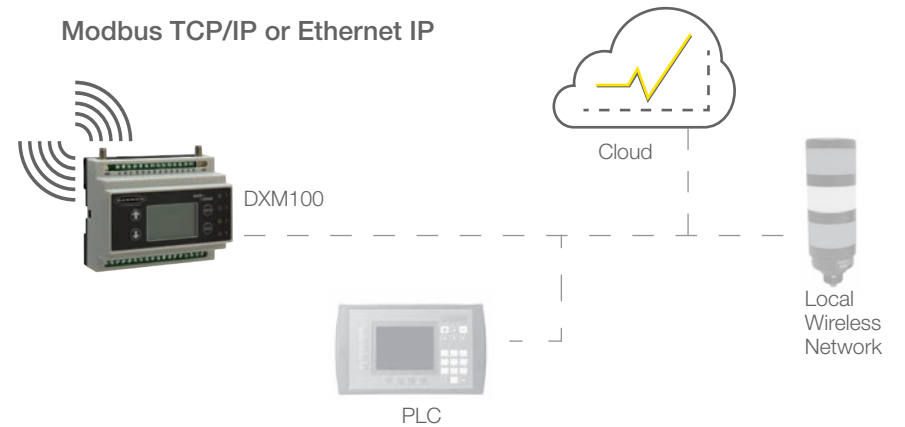 Modbus TCP/IP or Ethernet IP
Cloud
DXM100
Local
Wireless
Network
PLC